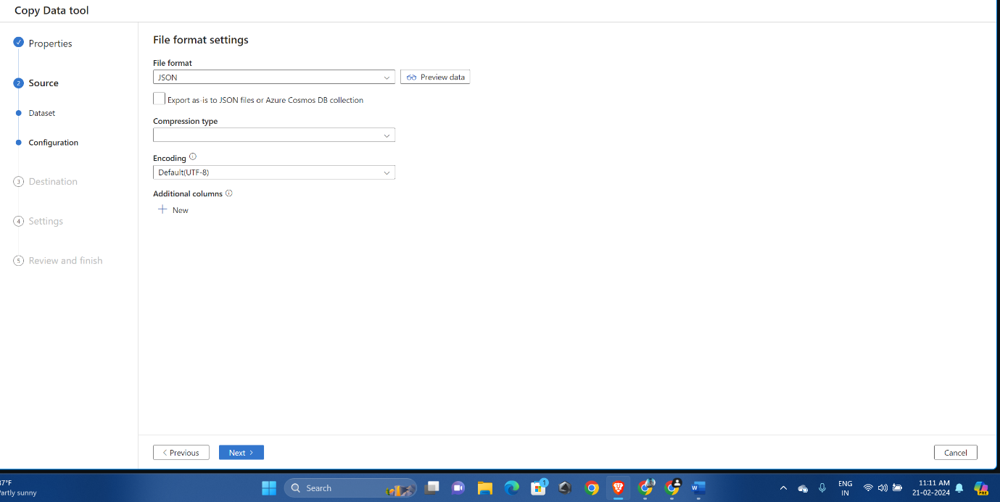 Copy Data tool
Properties
2 Source
Dataset
Configuration
3 Destination
4 Settings
5 Review and finish
File format settings
File format
JSON
Preview data
Export as-is to JSON files or Azure Cosmos DB collection
Compression type
Encoding
Default(UTF-8)
Additional columns
New
Previous
Next
Cancel
7°F
artly sunny
Search
1
W
PRE
ENG
IN
11:11 AM
21-02-2024